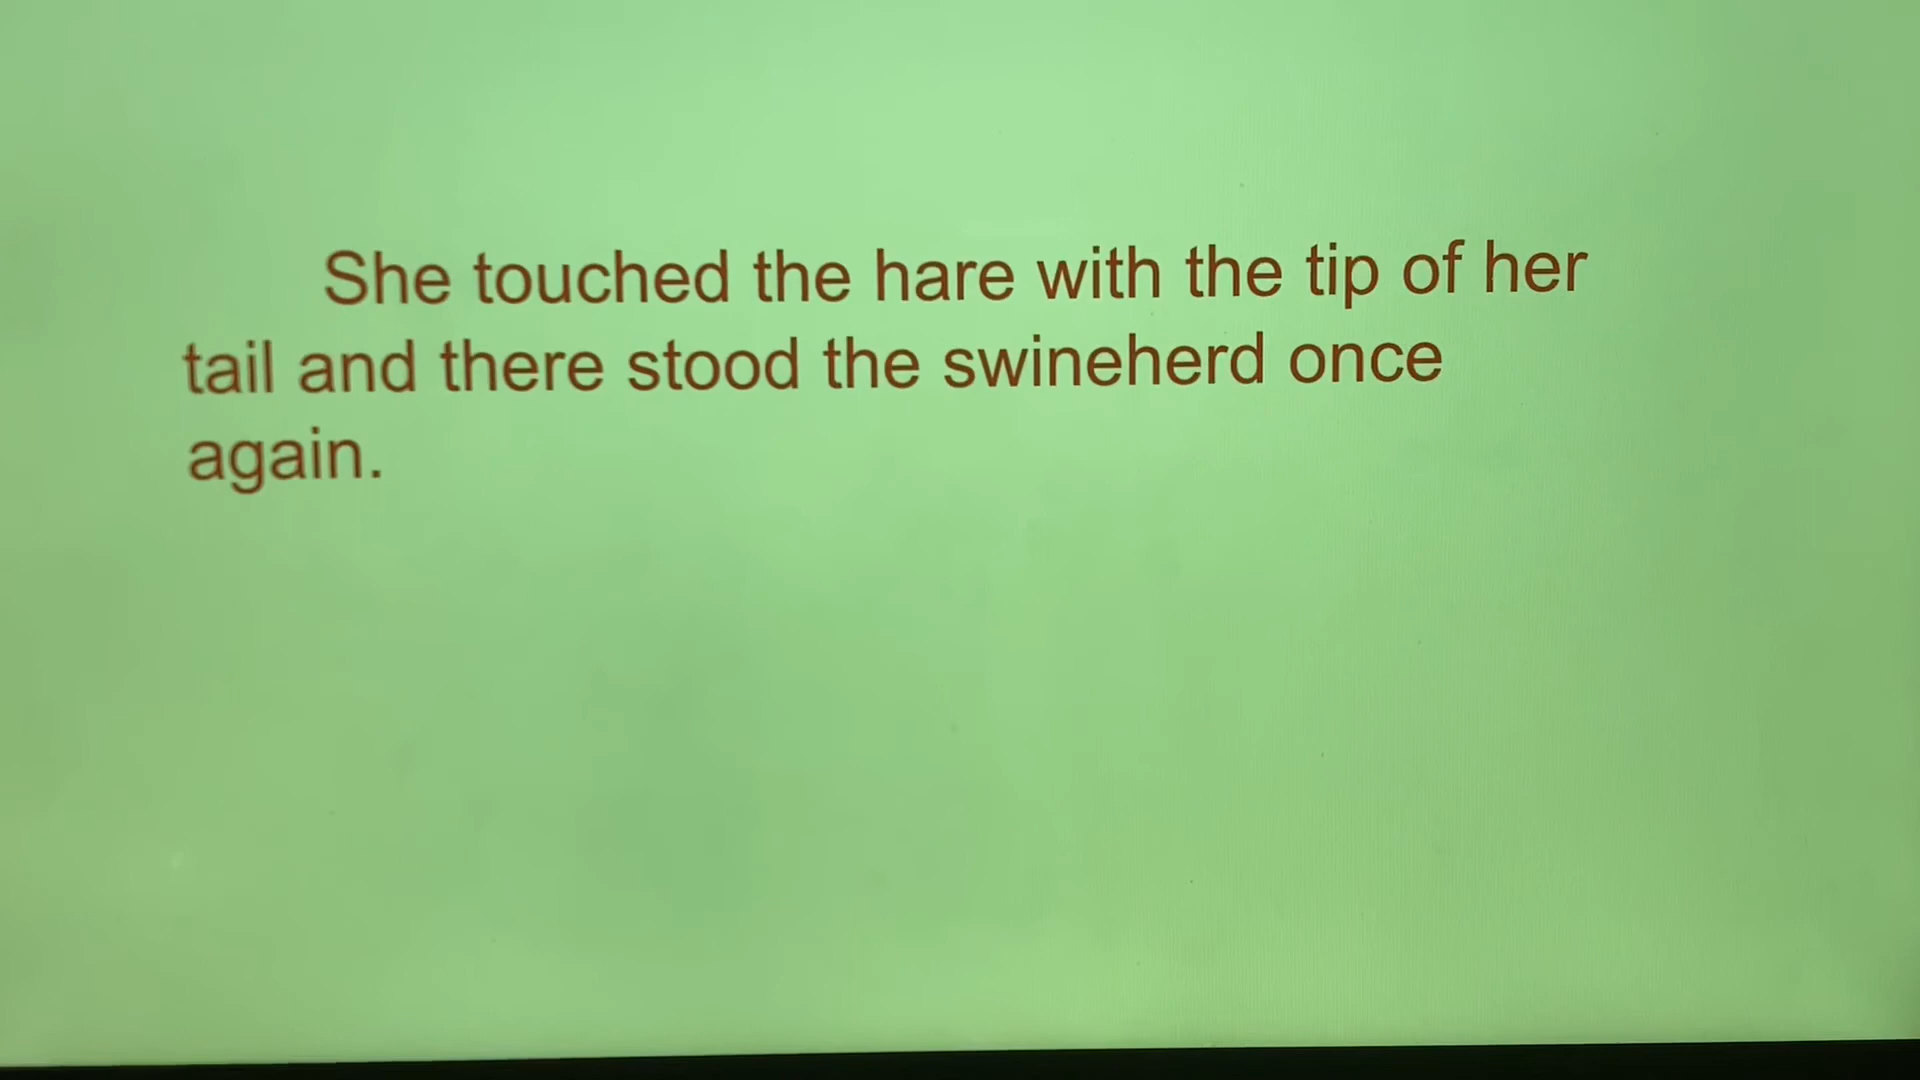 She touched the hare with the tip of her
tail and there stood the swineherd once
again.